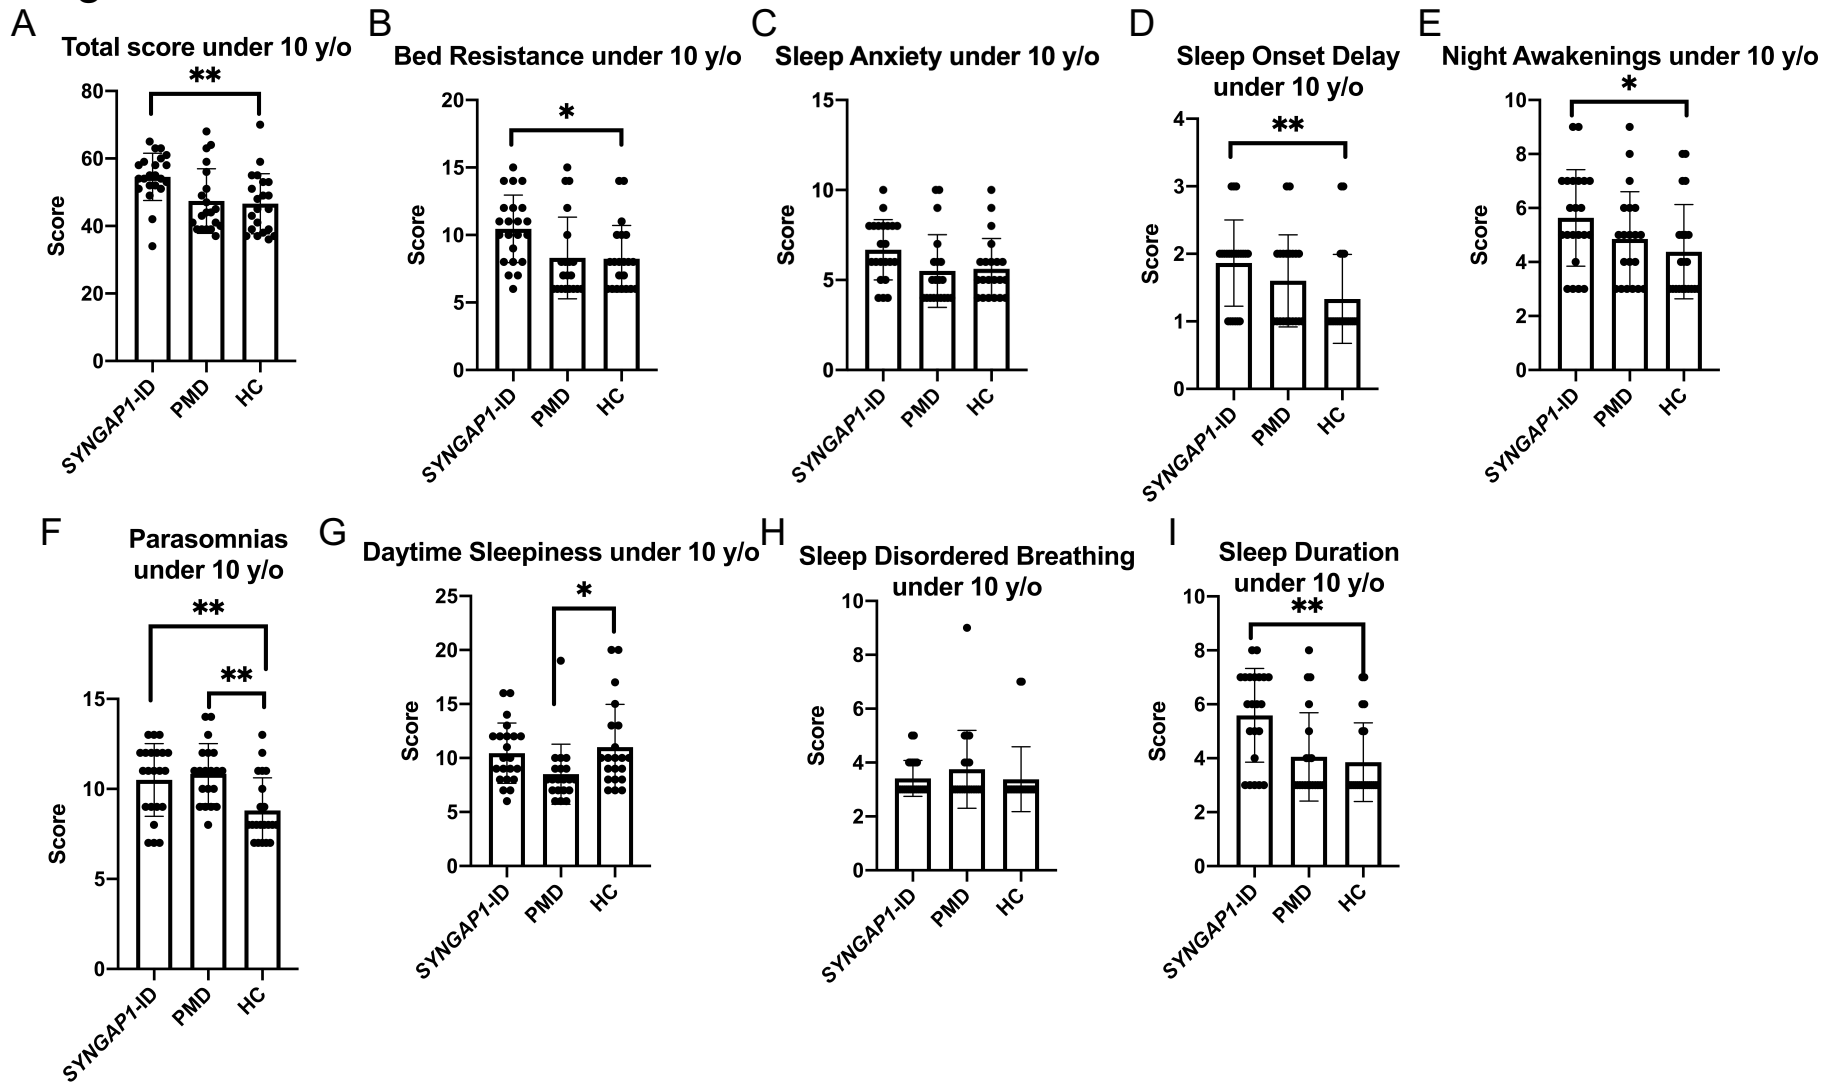 A
Total score under 10 y/o
**
Score
80
60
40
20
0
SYNGAP1-ID
PMD
HC
B
Bed Resistance under 10 y/o
*
Score
20
15
10
5
0
SYNGAP1-ID
PMD
HC
C
Sleep Anxiety under 10 y/o
Score
15
10
5
0
SYNGAP1-ID
PMD
HC
D
Sleep Onset Delay
under 10 y/o
**
Score
4
3
2
1
0
SYNGAP1-ID
PMD
HC
E
Night Awakenings under 10 y/o
*
Score
10
8
6
4
2
0
SYNGAP1-ID
PMD
HC
F
Parasomnias
under 10 y/o
**
**
Score
15
10
5
0
SYNGAP1-ID
PMD
HC
G
Daytime Sleepiness under 10 y/o
*
Score
25
20
15
10
5
0
SYNGAP1-ID
PMD
HC
H
Sleep Disordered Breathing
under 10 y/o
Score
10
8
6
4
2
0
SYNGAP1-ID
PMD
HC
I
Sleep Duration
under 10 y/o
**
Score
10
8
6
4
2
0
SYNGAP1-ID
PMD
HC